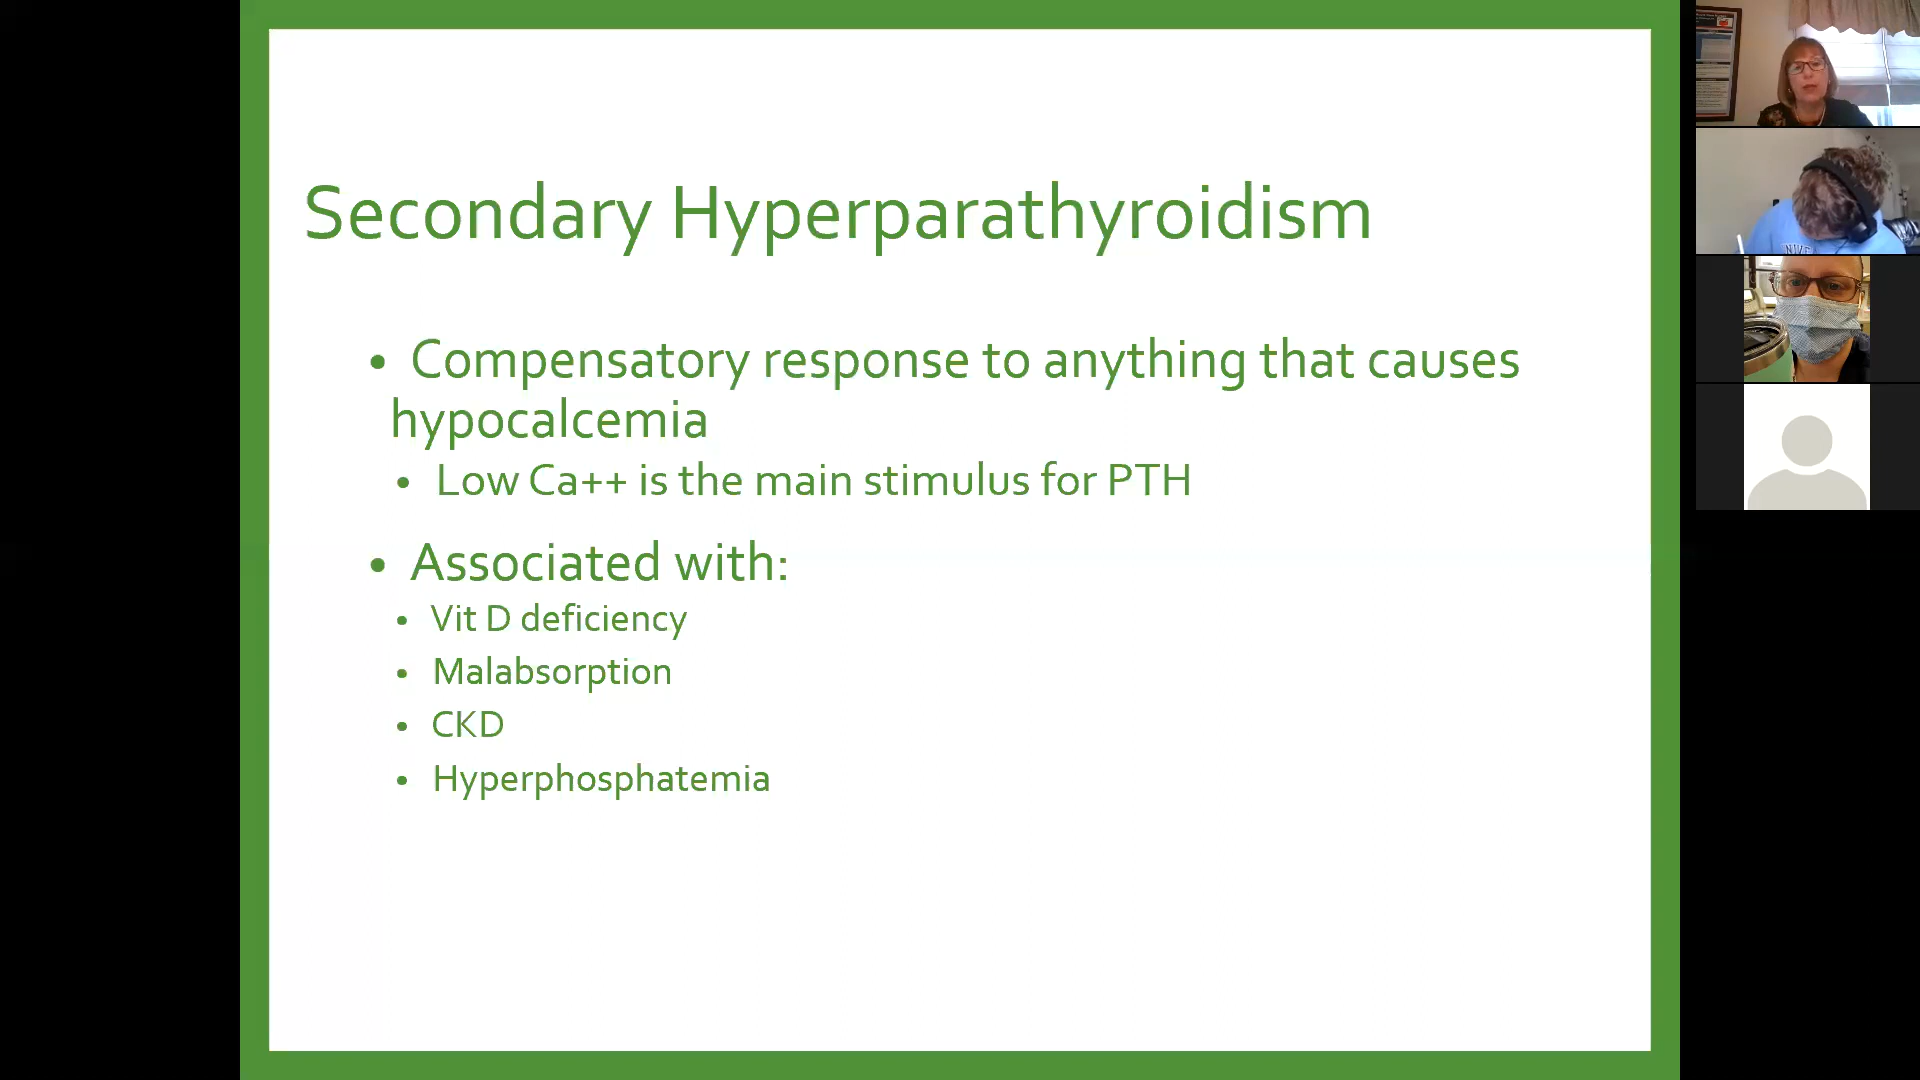 Secondary Hyperparathyroidism
• Compensatory response to anything that causes
hypocalcemia
• Low Ca++ is the main stimulus for PTH
• Associated with:
• Vit D deficiency
• Malabsorption
• CKD
• Hyperphosphatemia